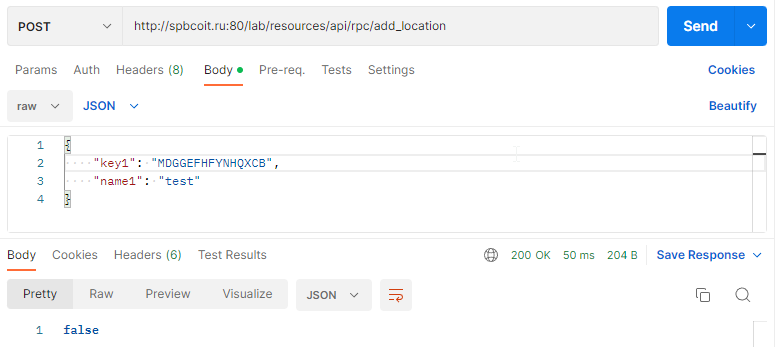 POST http://spbcoit.ru:80/lab/resources/api/rpc/add_location Send
Params Auth Headers (8) Body Pre-req. Tests Settings Cookies
raw JSON Beautify
1 {
2 ····"key1": "MDGGEFHFYNHQXCB",
3 ····"name1": "test"
4 }
Body Cookies Headers (6) Test Results 200 OK 50 ms 204 B Save Response
Pretty Raw Preview Visualize JSON
1 false